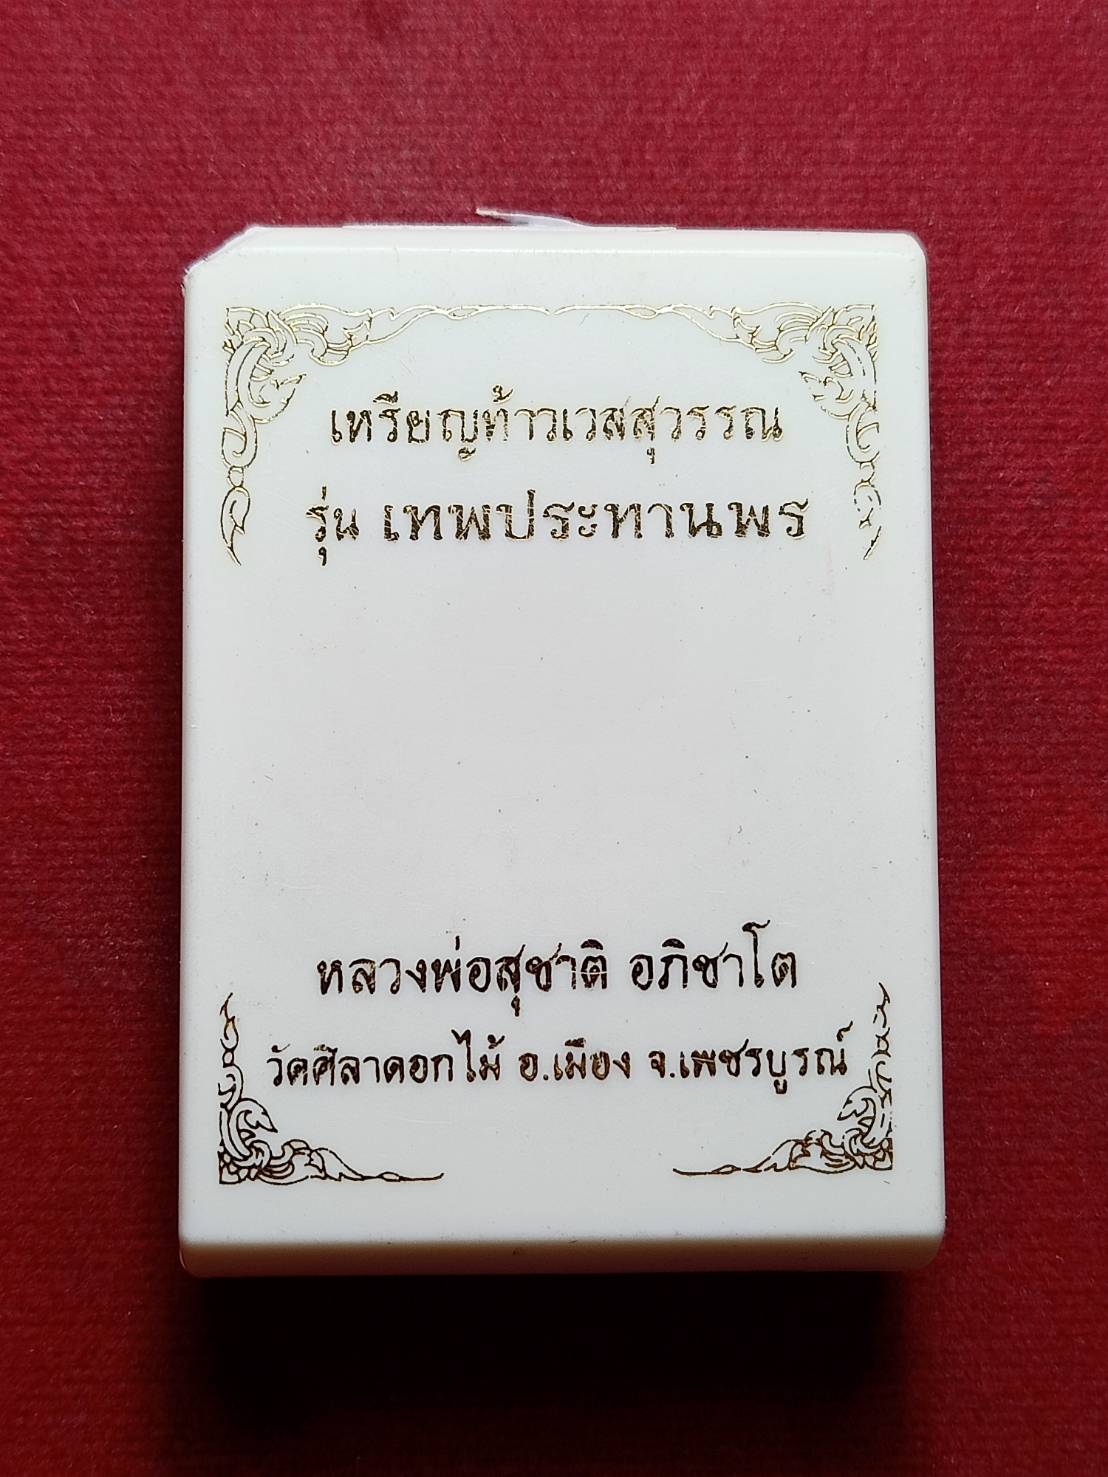 เหรียญท้าวเวสสุวรรณ
รุ่น เทพประทานพร
หลวงพ่อสุชาติ อภิชาโต
วัดศิลาดอกไม้ อ.เมือง จ.เพชรบูรณ์